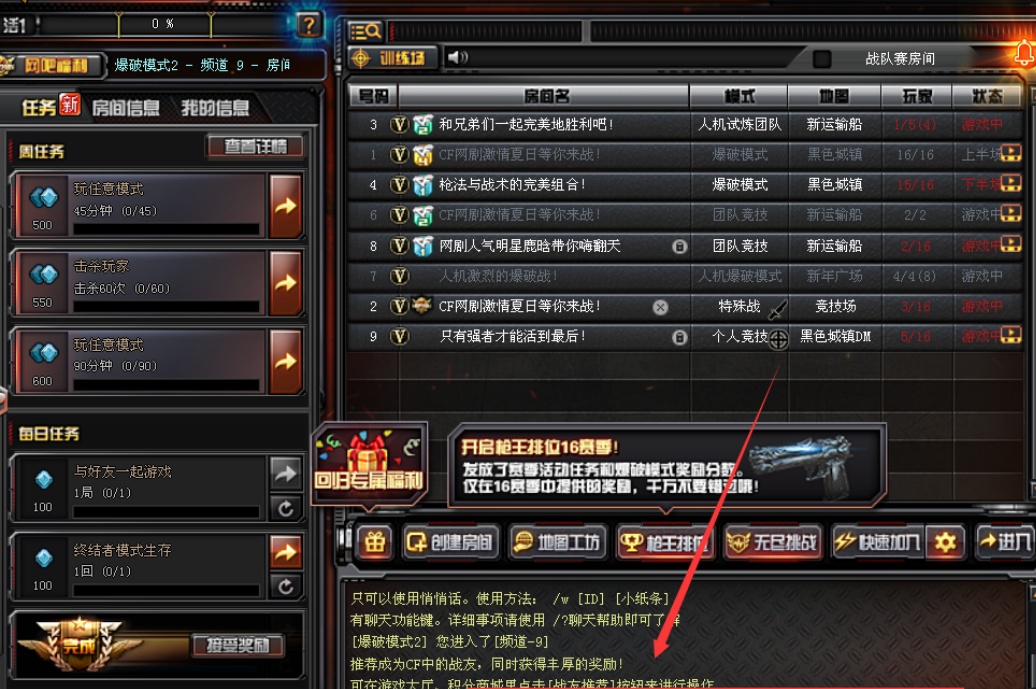 活1
0 %
?
网吧福利
爆破模式2 - 频道 9 - 房间
任务 新 房间信息 我的信息
周任务 查看详情
玩任意模式
45分钟 (0/45)
500
击杀玩家
击杀60次 (0/60)
550
玩任意模式
90分钟 (0/90)
600
每日任务
与好友一起游戏
1局 (0/1)
100
终结者模式生存
1回 (0/1)
100
完成 接受奖励
训练场
战队赛房间
号码 房间名 模式 地图 玩家 状态
3 V 和兄弟们一起完美地胜利吧! 人机试炼团队 新运输船 1/5(4) 游戏中
1 V CF网剧激情夏日等你来战! 爆破模式 黑色城镇 16/16 上半场
4 V 枪法与战术的完美组合! 爆破模式 黑色城镇 15/16 下半场
6 V CF网剧激情夏日等你来战! 团队竞技 新运输船 2/2 游戏中
8 V 网剧人气明星鹿晗带你嗨翻天 团队竞技 新运输船 2/16 游戏中
7 V 人机激烈的爆破战! 人机爆破模式 新年广场 4/4(8) 游戏中
2 V CF网剧激情夏日等你来战! 特殊战 竞技场 3/16 游戏中
9 V 只有强者才能活到最后! 个人竞技 黑色城镇DM 6/16 游戏中
回归专属福利
开启枪王排位16赛季!
发放了赛季活动任务和爆破模式奖励分数。
仅在16赛季中提供的奖励，千万不要错过哦!
创建房间 地图工坊 枪王排位 无尽挑战 快速加入 进入
只可以使用悄悄话。使用方法： /w [ID] [小纸条]
有聊天功能键。详细事项请使用 /?聊天帮助即可了解
[爆破模式2] 您进入了[频道-9]
推荐成为CF中的战友，同时获得丰厚的奖励!
可在游戏大厅、积分商城里点击[战友推荐]按钮来进行操作